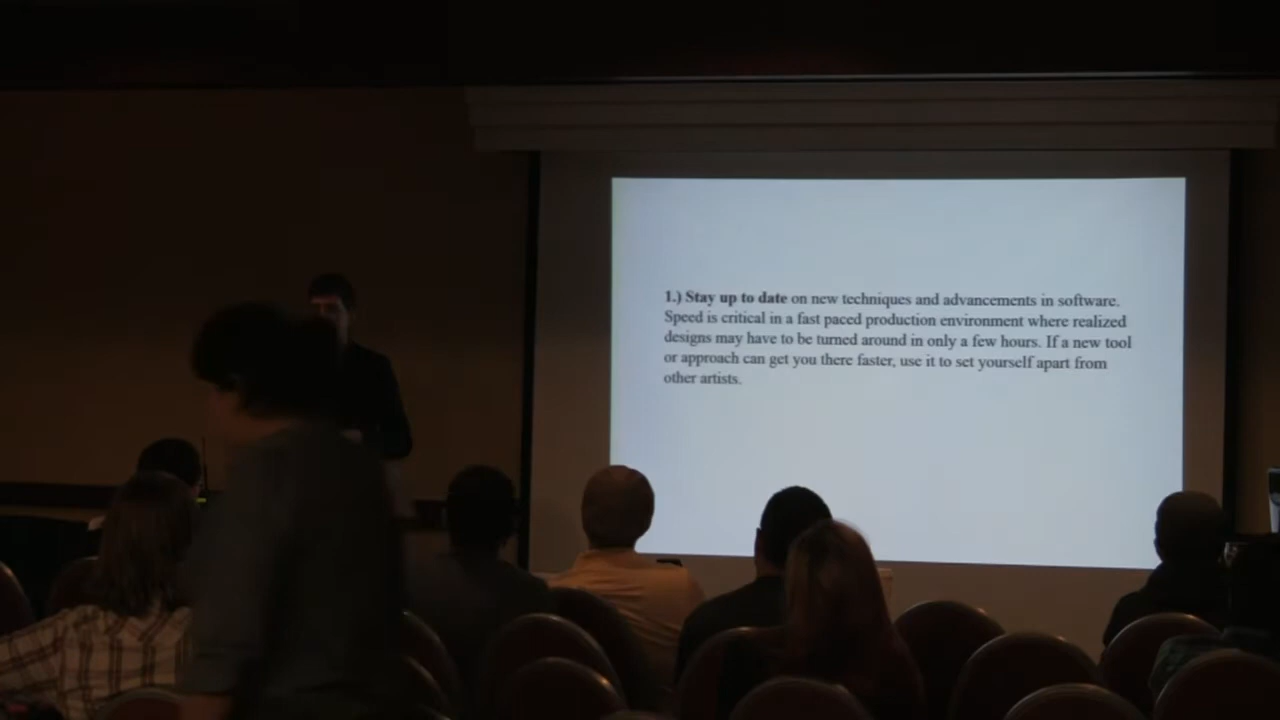 1.) Stay up to date on new techniques and advancements in software.
Speed is critical in a fast paced production environment where realized
designs may have to be turned around in only a few hours. If a new tool
or approach can get you there faster, use it to set yourself apart from
other artists.